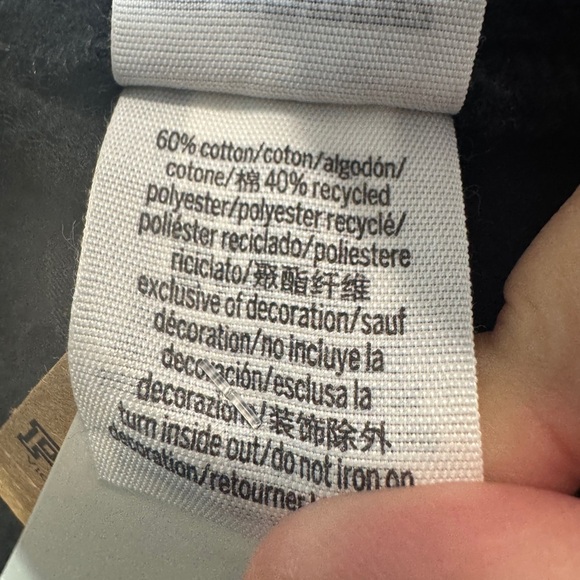 60% cotton/coton/algodón/
cotone/棉 40% recycled
polyester/polyester recyclé/
poliéster reciclado/poliestere
riciclato/聚酯纤维
exclusive of decoration/sauf
décoration/no incluye la
decoración/esclusa la
decorazione/装饰除外
turn inside out/do not iron on
decoration/retourner